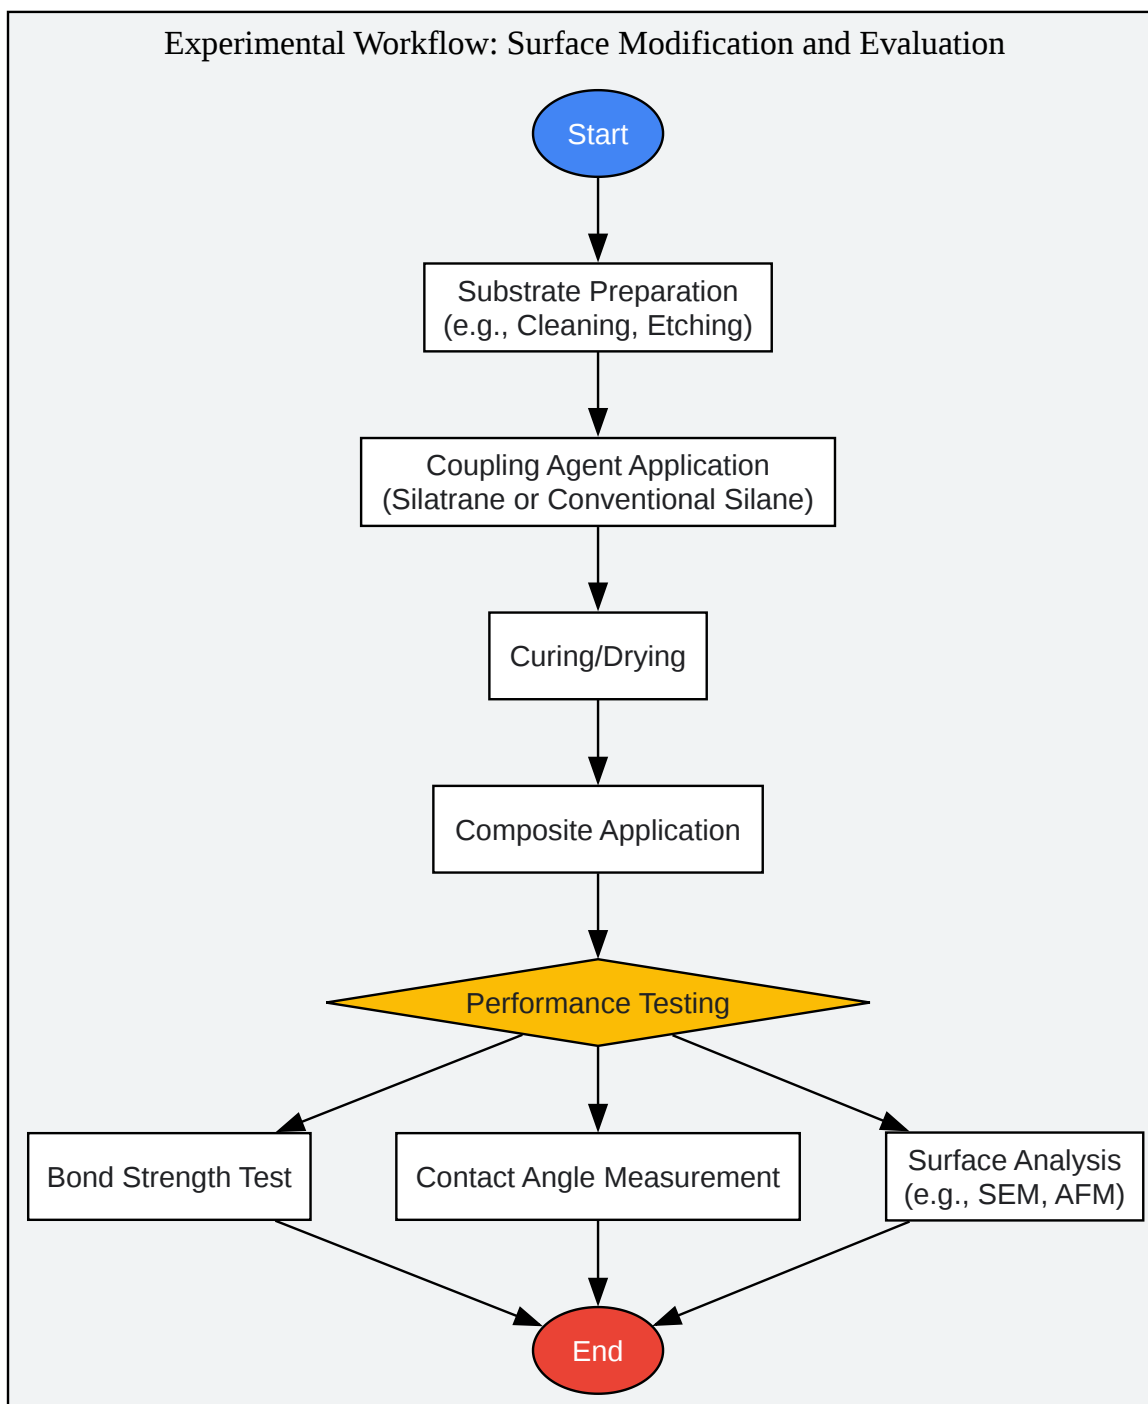 Experimental Workflow: Surface Modification and Evaluation
Start
Substrate Preparation
(e.g., Cleaning, Etching)
Coupling Agent Application
(Silatrane or Conventional Silane)
Curing/Drying
Composite Application
Performance Testing
Bond Strength Test
Contact Angle Measurement
Surface Analysis
(e.g., SEM, AFM)
End